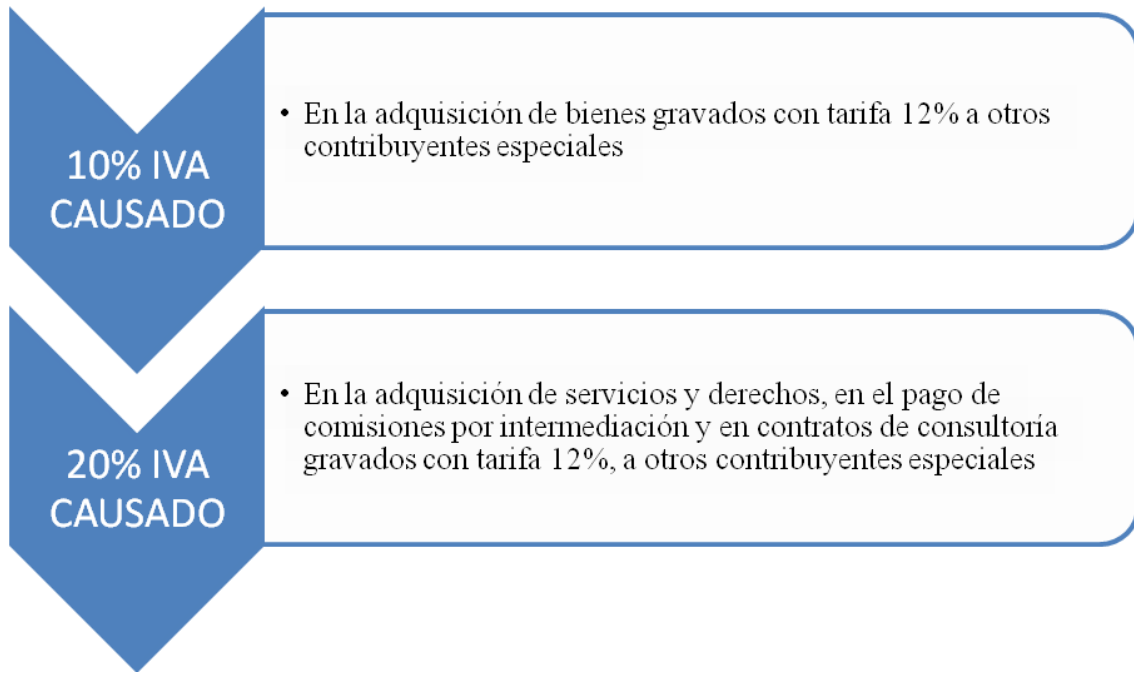 10% IVA
CAUSADO
• En la adquisición de bienes gravados con tarifa 12% a otros
contribuyentes especiales
20% IVA
CAUSADO
• En la adquisición de servicios y derechos, en el pago de
comisiones por intermediación y en contratos de consultoría
gravados con tarifa 12%, a otros contribuyentes especiales